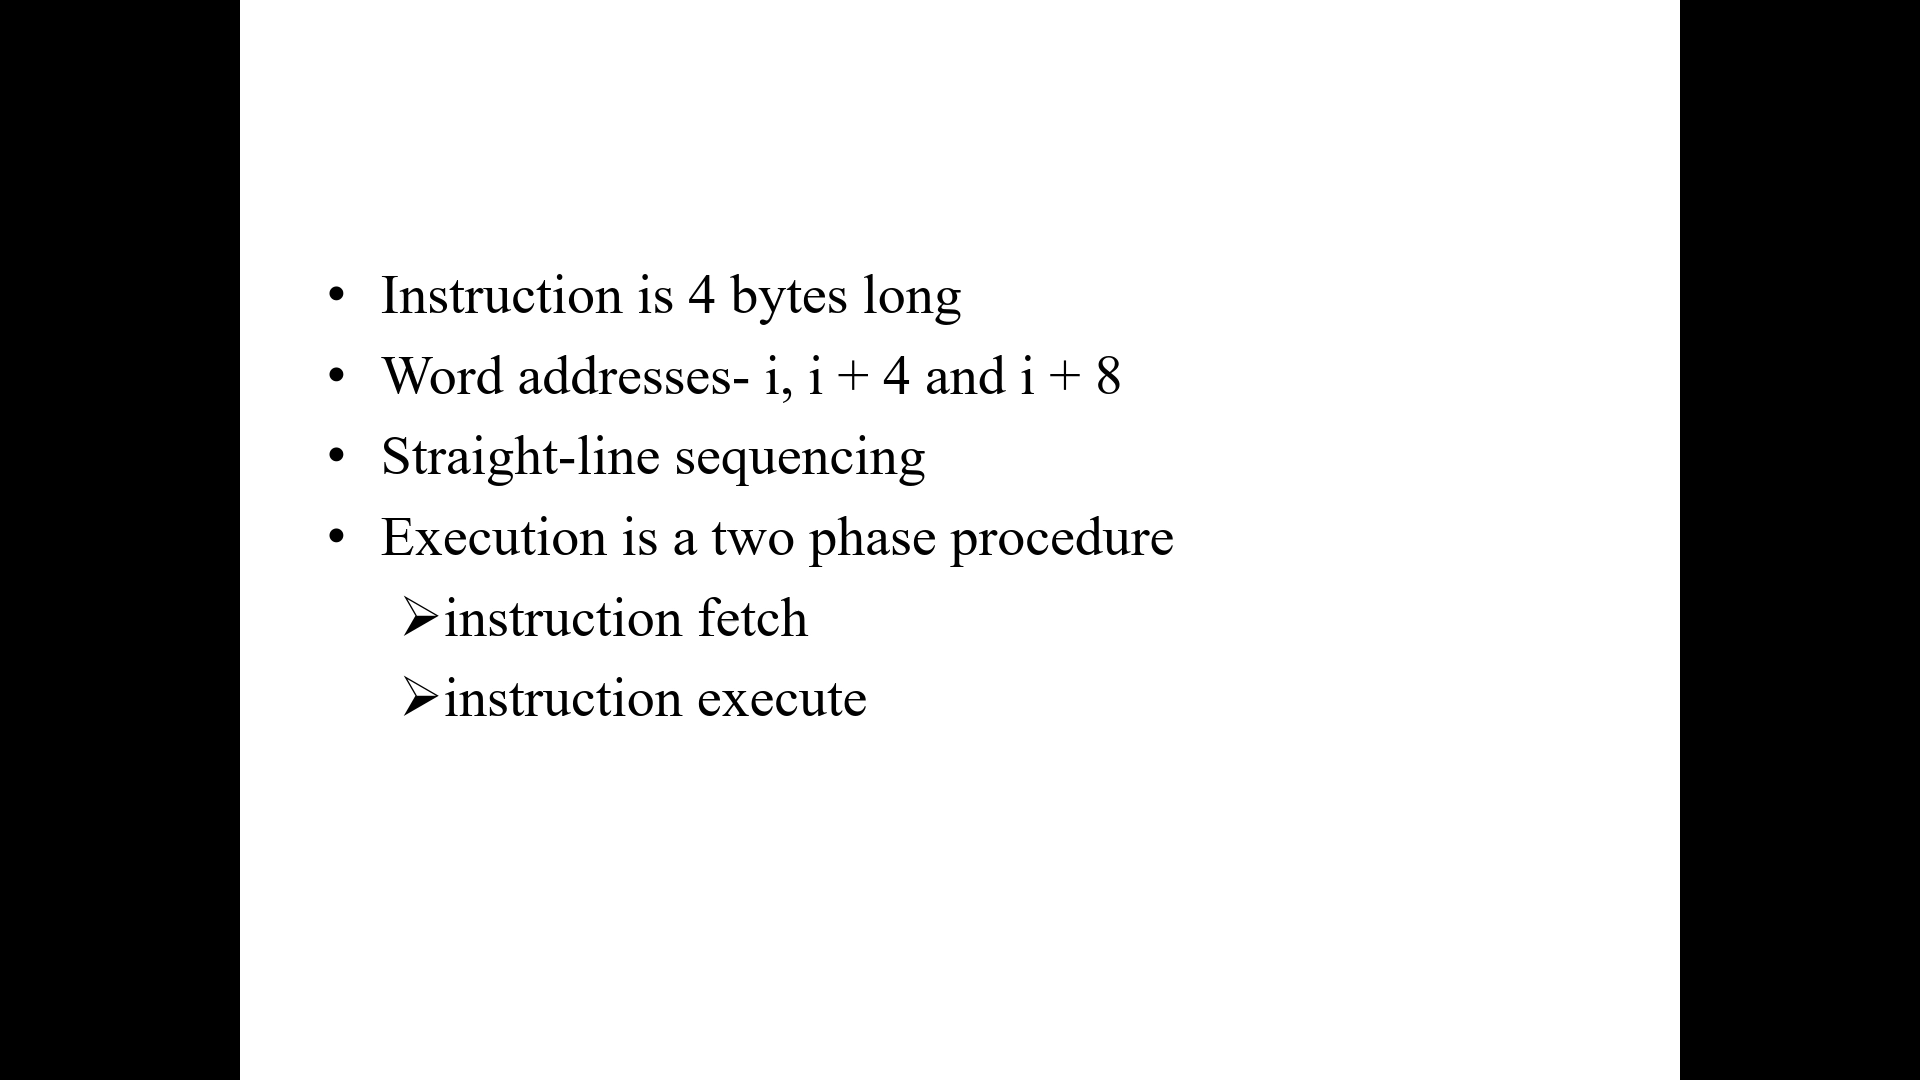 • Instruction is 4 bytes long
• Word addresses- i, i + 4 and i + 8
• Straight-line sequencing
• Execution is a two phase procedure
➢instruction fetch
➢instruction execute